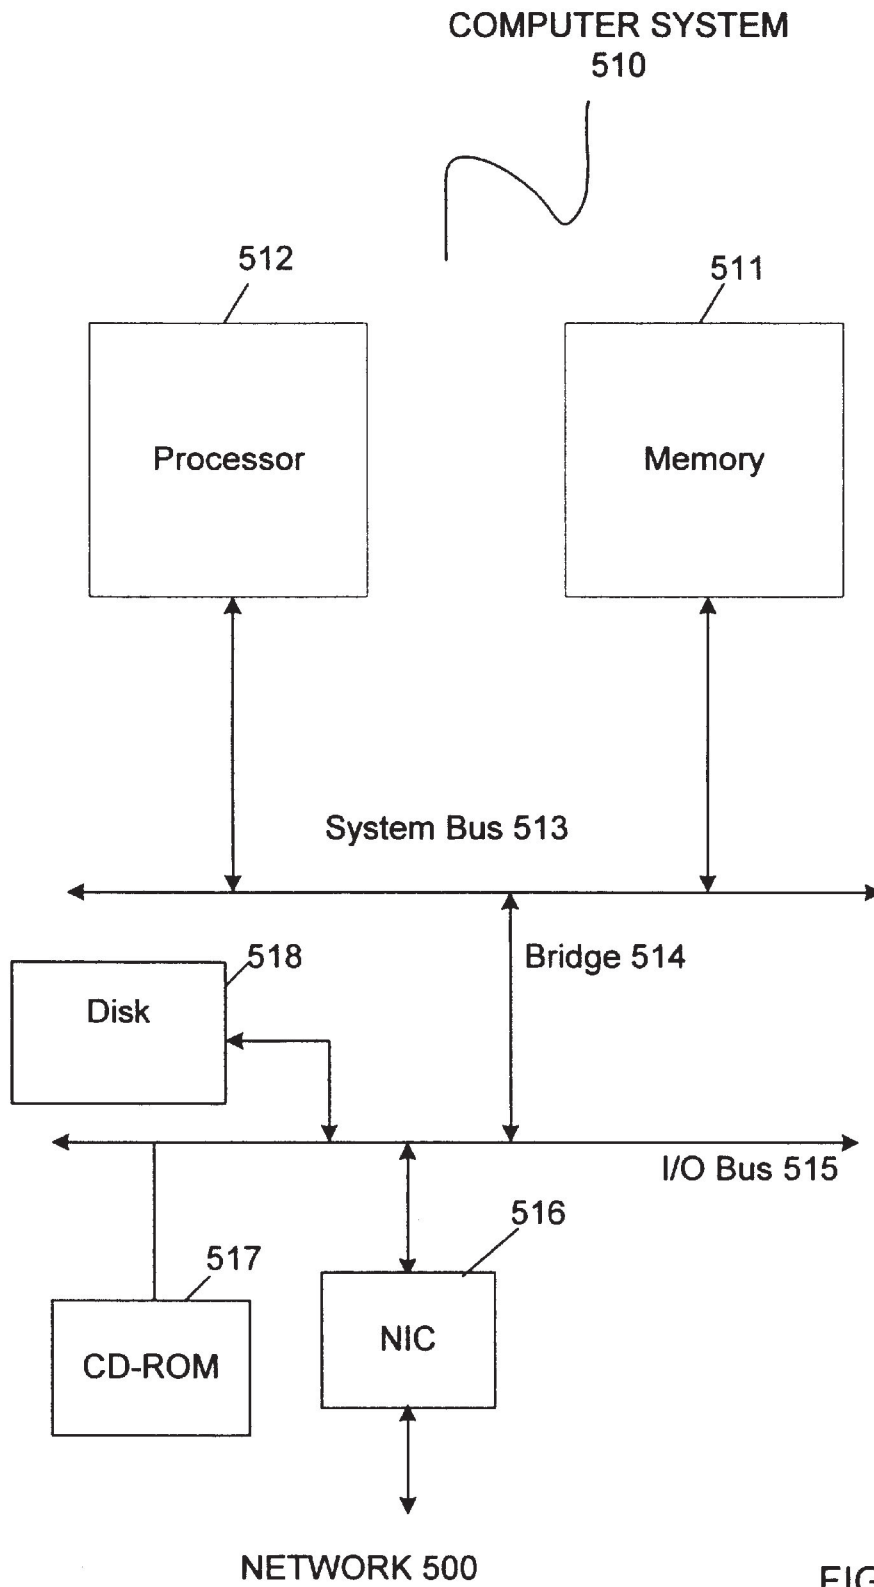 COMPUTER SYSTEM
510
512
511
Processor
Memory
System Bus 513
518
Bridge 514
Disk
I/O Bus 515
516
517
NIC
CD-ROM
NETWORK 500
FIG